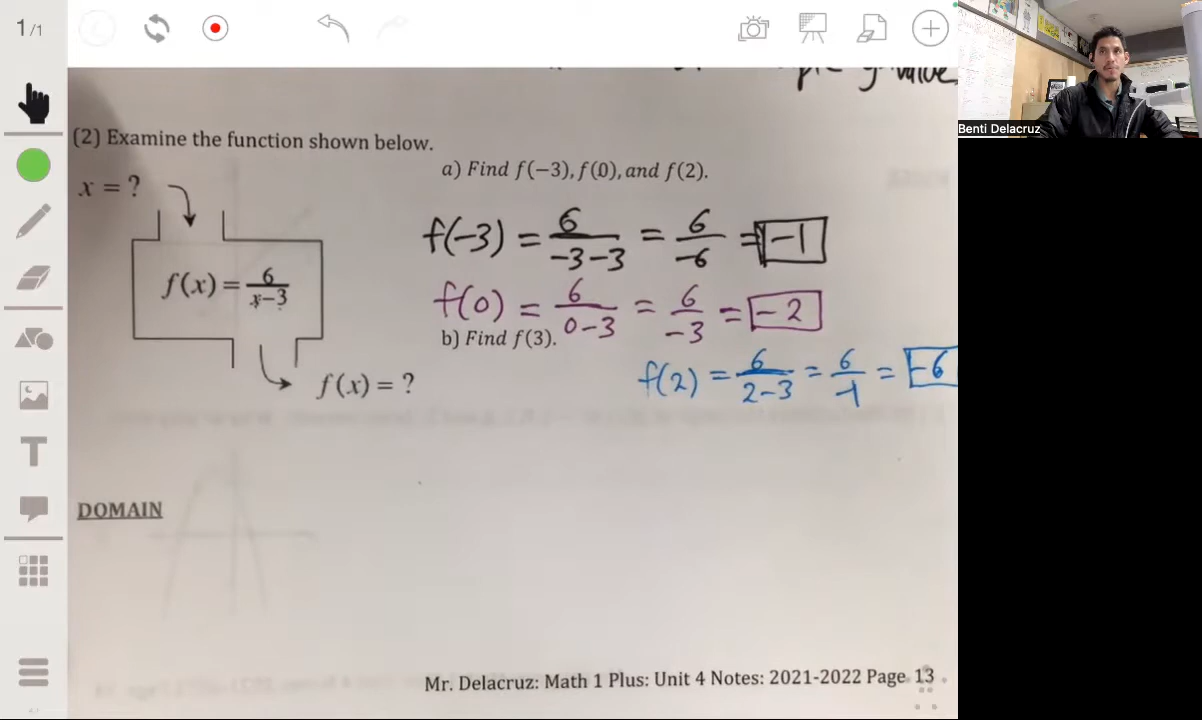 1/1
y-value
Benti Delacruz
(2) Examine the function shown below.
a) Find f(−3), f(0), and f(2).
x = ?
f(-3) = 6/(-3-3) = 6/-6 = -1
f(x) = 6/(x−3)
f(0) = 6/(0-3) = 6/-3 = -2
b) Find f(3).
f(2) = 6/(2-3) = 6/-1 = -6
f(x) = ?
DOMAIN
T
Mr. Delacruz: Math 1 Plus: Unit 4 Notes: 2021-2022 Page 13